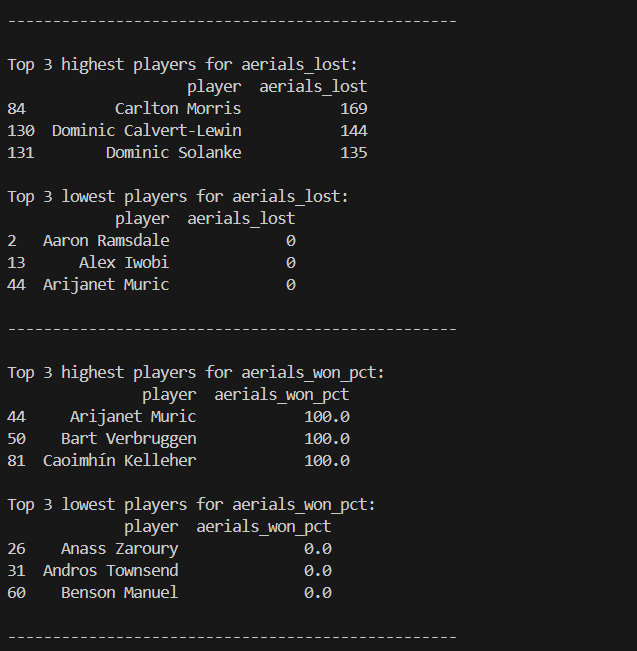 --------------------------------------------------
Top 3 highest players for aerials_lost:
player aerials_lost
84 Carlton Morris 169
130 Dominic Calvert-Lewin 144
131 Dominic Solanke 135
Top 3 lowest players for aerials_lost:
player aerials_lost
2 Aaron Ramsdale 0
13 Alex Iwobi 0
44 Arijanet Muric 0
--------------------------------------------------
Top 3 highest players for aerials_won_pct:
player aerials_won_pct
44 Arijanet Muric 100.0
50 Bart Verbruggen 100.0
81 Caoimhín Kelleher 100.0
Top 3 lowest players for aerials_won_pct:
player aerials_won_pct
26 Anass Zaroury 0.0
31 Andros Townsend 0.0
60 Benson Manuel 0.0
--------------------------------------------------